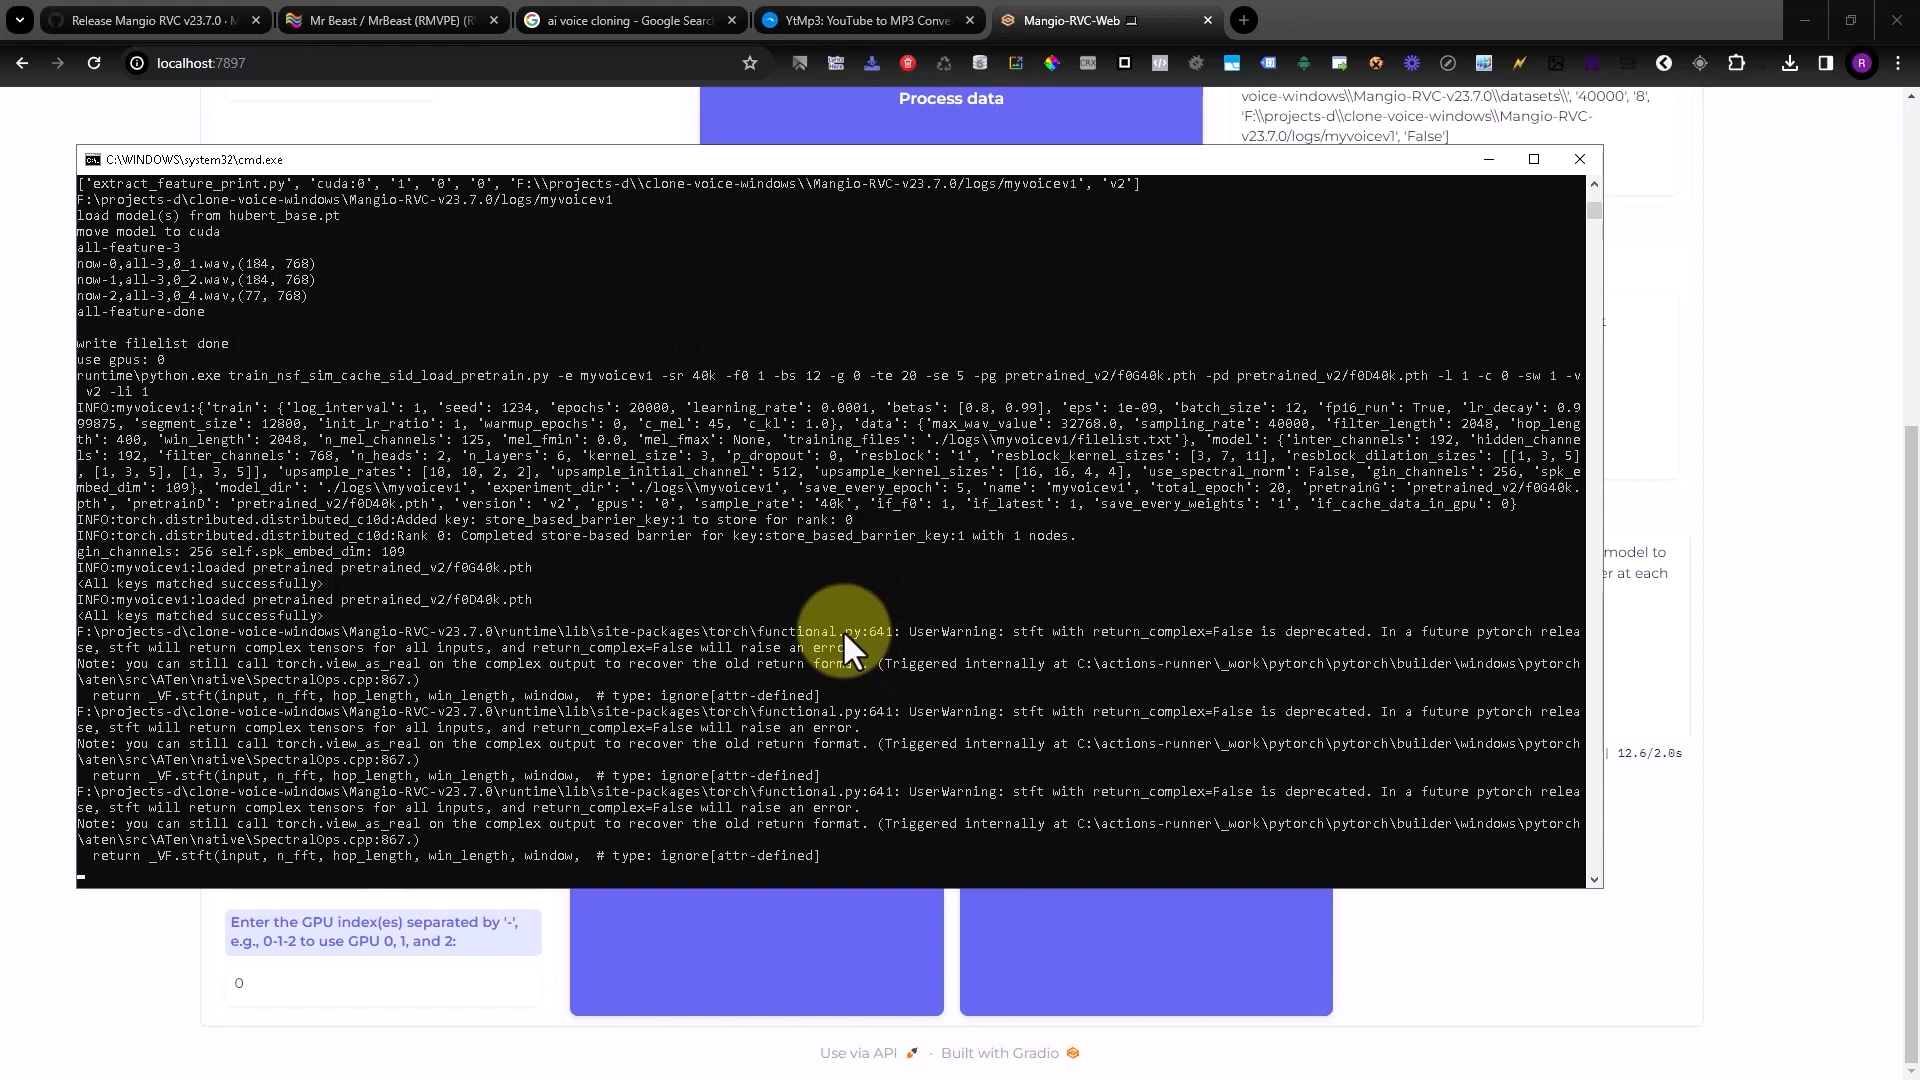 Release Mangio RVC v23.7.0 · M
Mr Beast / MrBeast (RMVPE) (R
ai voice cloning - Google Searc
YtMp3: YouTube to MP3 Conve
Mangio-RVC-Web
localhost:7897
Process data
voice-windows\\Mangio-RVC-v23.7.0\\datasets\\', '40000', '8',
'F:\\projects-d\\clone-voice-windows\\Mangio-RVC-
v23.7.0/logs/myvoicev1', 'False']
C:\WINDOWS\system32\cmd.exe
['extract_feature_print.py', 'cuda:0', '1', '0', '0', 'F:\\projects-d\\clone-voice-windows\\Mangio-RVC-v23.7.0/logs/myvoicev1', 'v2']
F:\projects-d\clone-voice-windows\Mangio-RVC-v23.7.0/logs/myvoicev1
load model(s) from hubert_base.pt
move model to cuda
all-feature-3
now-0,all-3,0_1.wav,(184, 768)
now-1,all-3,0_2.wav,(184, 768)
now-2,all-3,0_4.wav,(77, 768)
all-feature-done
write filelist done
use gpus: 0
runtime\python.exe train_nsf_sim_cache_sid_load_pretrain.py -e myvoicev1 -sr 40k -f0 1 -bs 12 -g 0 -te 20 -se 5 -pg pretrained_v2/f0G40k.pth -pd pretrained_v2/f0D40k.pth -l 1 -c 0 -sw 1 -v
v2 -li 1
INFO:myvoicev1:{'train': {'log_interval': 1, 'seed': 1234, 'epochs': 20000, 'learning_rate': 0.0001, 'betas': [0.8, 0.99], 'eps': 1e-09, 'batch_size': 12, 'fp16_run': True, 'lr_decay': 0.9
99875, 'segment_size': 12800, 'init_lr_ratio': 1, 'warmup_epochs': 0, 'c_mel': 45, 'c_kl': 1.0}, 'data': {'max_wav_value': 32768.0, 'sampling_rate': 40000, 'filter_length': 2048, 'hop_leng
th': 400, 'win_length': 2048, 'n_mel_channels': 125, 'mel_fmin': 0.0, 'mel_fmax': None, 'training_files': './logs\\myvoicev1/filelist.txt'}, 'model': {'inter_channels': 192, 'hidden_channe
ls': 192, 'filter_channels': 768, 'n_heads': 2, 'n_layers': 6, 'kernel_size': 3, 'p_dropout': 0, 'resblock': '1', 'resblock_kernel_sizes': [3, 7, 11], 'resblock_dilation_sizes': [[1, 3, 5]
, [1, 3, 5], [1, 3, 5]], 'upsample_rates': [10, 10, 2, 2], 'upsample_initial_channel': 512, 'upsample_kernel_sizes': [16, 16, 4, 4], 'use_spectral_norm': False, 'gin_channels': 256, 'spk_e
mbed_dim': 109}, 'model_dir': './logs\\myvoicev1', 'experiment_dir': './logs\\myvoicev1', 'save_every_epoch': 5, 'name': 'myvoicev1', 'total_epoch': 20, 'pretrainG': 'pretrained_v2/f0G40k.
pth', 'pretrainD': 'pretrained_v2/f0D40k.pth', 'version': 'v2', 'gpus': '0', 'sample_rate': '40k', 'if_f0': 1, 'if_latest': 1, 'save_every_weights': '1', 'if_cache_data_in_gpu': 0}
INFO:torch.distributed.distributed_c10d:Added key: store_based_barrier_key:1 to store for rank: 0
INFO:torch.distributed.distributed_c10d:Rank 0: Completed store-based barrier for key:store_based_barrier_key:1 with 1 nodes.
gin_channels: 256 self.spk_embed_dim: 109
INFO:myvoicev1:loaded pretrained pretrained_v2/f0G40k.pth
<All keys matched successfully>
INFO:myvoicev1:loaded pretrained pretrained_v2/f0D40k.pth
<All keys matched successfully>
F:\projects-d\clone-voice-windows\Mangio-RVC-v23.7.0\runtime\lib\site-packages\torch\functional.py:641: UserWarning: stft with return_complex=False is deprecated. In a future pytorch relea
se, stft will return complex tensors for all inputs, and return_complex=False will raise an error.
Note: you can still call torch.view_as_real on the complex output to recover the old return format. (Triggered internally at C:\actions-runner\_work\pytorch\pytorch\builder\windows\pytorch
\aten\src\ATen\native\SpectralOps.cpp:867.)
return _VF.stft(input, n_fft, hop_length, win_length, window,  # type: ignore[attr-defined]
F:\projects-d\clone-voice-windows\Mangio-RVC-v23.7.0\runtime\lib\site-packages\torch\functional.py:641: UserWarning: stft with return_complex=False is deprecated. In a future pytorch relea
se, stft will return complex tensors for all inputs, and return_complex=False will raise an error.
Note: you can still call torch.view_as_real on the complex output to recover the old return format. (Triggered internally at C:\actions-runner\_work\pytorch\pytorch\builder\windows\pytorch
\aten\src\ATen\native\SpectralOps.cpp:867.)
return _VF.stft(input, n_fft, hop_length, win_length, window,  # type: ignore[attr-defined]
F:\projects-d\clone-voice-windows\Mangio-RVC-v23.7.0\runtime\lib\site-packages\torch\functional.py:641: UserWarning: stft with return_complex=False is deprecated. In a future pytorch relea
se, stft will return complex tensors for all inputs, and return_complex=False will raise an error.
Note: you can still call torch.view_as_real on the complex output to recover the old return format. (Triggered internally at C:\actions-runner\_work\pytorch\pytorch\builder\windows\pytorch
\aten\src\ATen\native\SpectralOps.cpp:867.)
return _VF.stft(input, n_fft, hop_length, win_length, window,  # type: ignore[attr-defined]
model to
er at each
12.6/2.0s
Enter the GPU index(es) separated by '-',
e.g., 0-1-2 to use GPU 0, 1, and 2:
0
Use via API · Built with Gradio